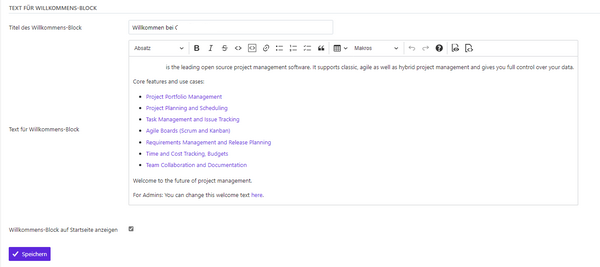 TEXT FÜR WILLKOMMENS-BLOCK
Titel des Willkommens-Block
Willkommen bei C
Absatz
Makros
is the leading open source project management software. It supports classic, agile as well as hybrid project management and gives you full control over your data.
Core features and use cases:
Project Portfolio Management
Project Planning and Scheduling
Task Management and Issue Tracking
Agile Boards (Scrum and Kanban)
Requirements Management and Release Planning
Time and Cost Tracking, Budgets
Team Collaboration and Documentation
Text für Willkommens-Block
Welcome to the future of project management.
For Admins: You can change this welcome text here.
Willkommens-Block auf Startseite anzeigen
Speichern